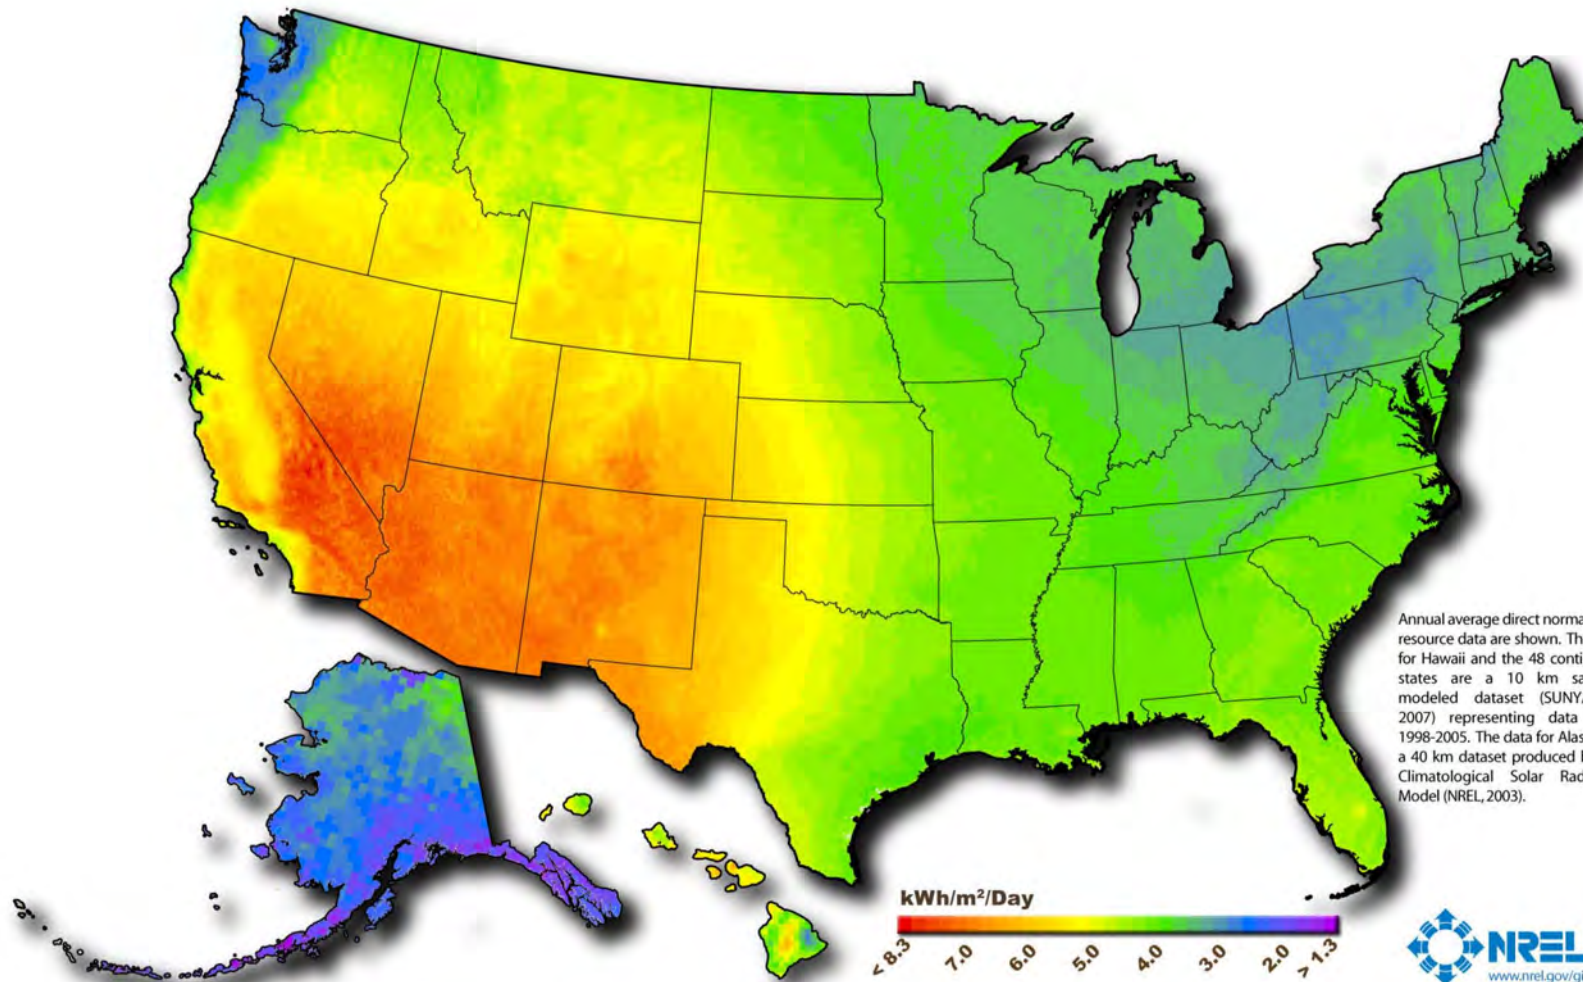 Annual average direct norma
resource data are shown. Th
for Hawaii and the 48 conti
states are a 10 km sa
modeled dataset (SUNY,
2007) representing data
1998-2005. The data for Alas
a 40 km dataset produced b
Climatological Solar Rad
Model (NREL, 2003).
kWh/m²/Day
< 8.3 7.0 6.0 5.0 4.0 3.0 2.0 > 1.3
NREL
www.nrel.gov/gi